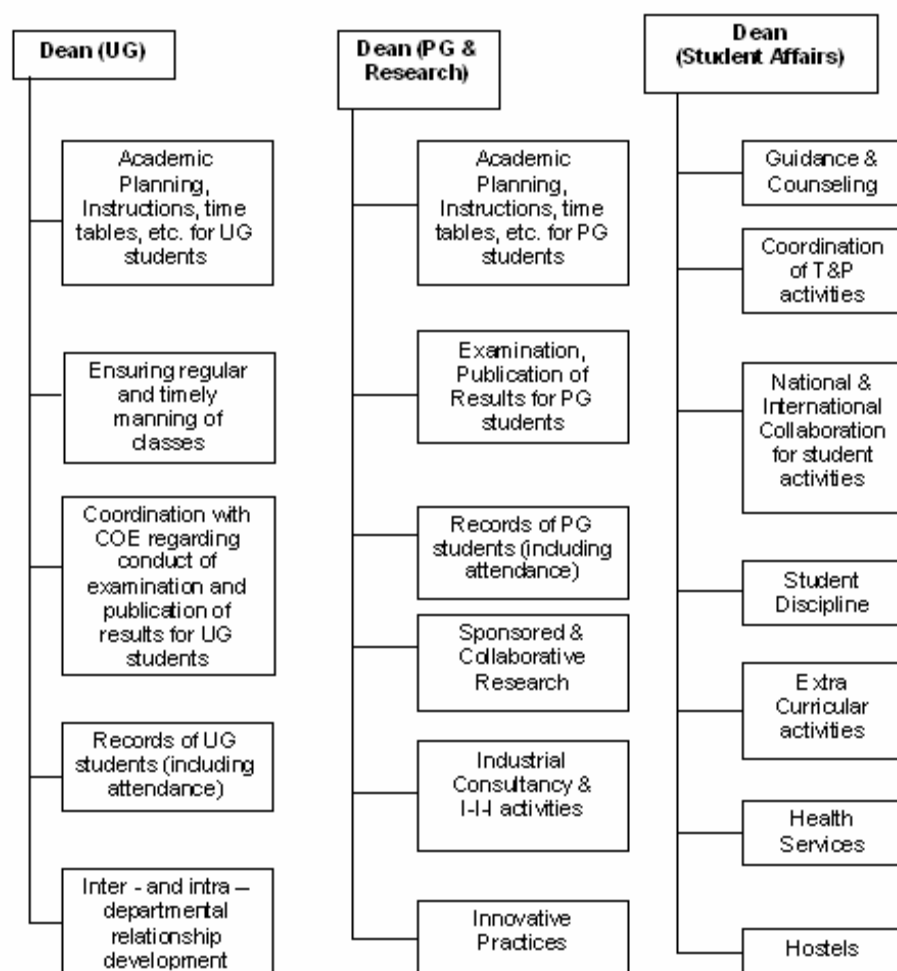 Dean (UG)
Academic
Planning,
Instructions, time
tables, etc. for UG
students
Ensuring regular
and timely
manning of
classes
Coordination with
COE regarding
conduct of
examination and
publication of
results for UG
students
Records of UG
students (including
attendance)
Inter - and intra –
departmental
relationship
development
Dean (PG &
Research)
Academic
Planning,
Instructions, time
tables, etc. for PG
students
Examination,
Publication of
Results for PG
students
Records of PG
students (including
attendance)
Sponsored &
Collaborative
Research
Industrial
Consultancy &
I-I-I activities
Innovative
Practices
Dean
(Student Affairs)
Guidance &
Counseling
Coordination
of T&P
activities
National &
International
Collaboration
for student
activities
Student
Discipline
Extra
Curricular
activities
Health
Services
Hostels